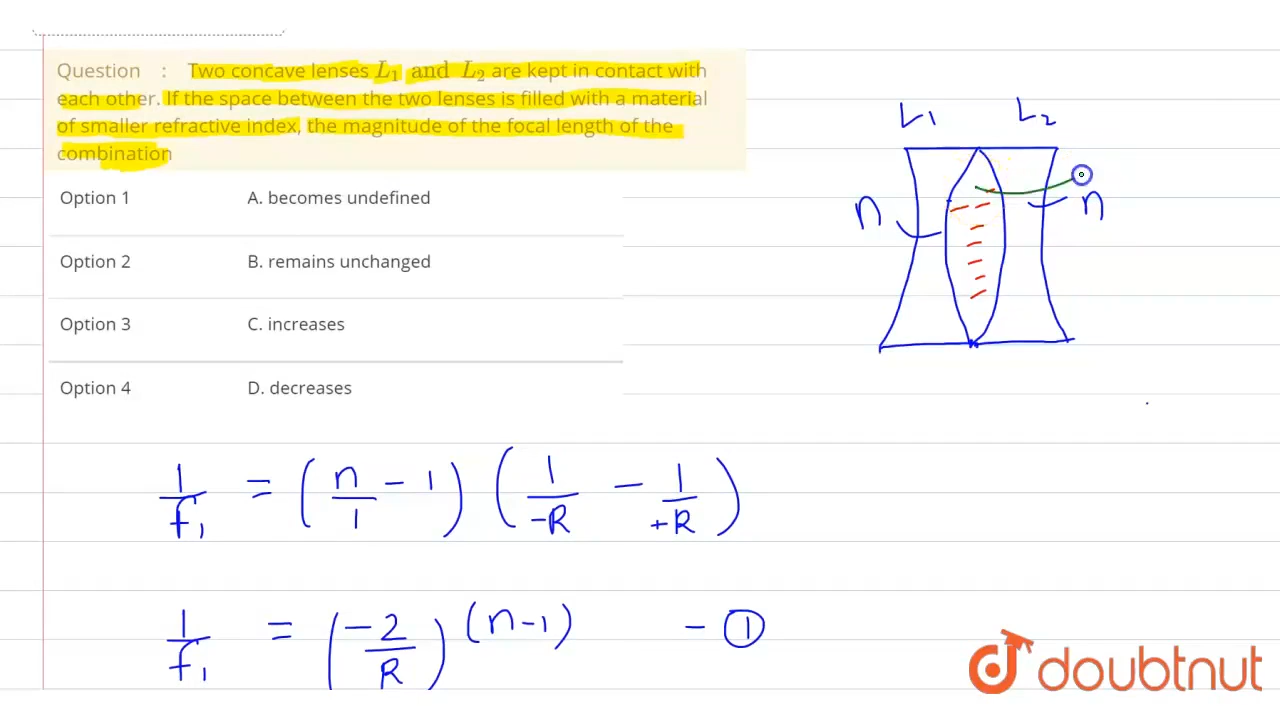 Question : Two concave lenses L₁ and L₂ are kept in contact with
each other. If the space between the two lenses is filled with a material
of smaller refractive index, the magnitude of the focal length of the
combination
Option 1 A. becomes undefined
Option 2 B. remains unchanged
Option 3 C. increases
Option 4 D. decreases
L₁ L₂
n n
1/f₁ = (n/1 - 1) (1/-R - 1/+R)
1/f₁ = (-2/R) (n-1) - ①
doubtnut